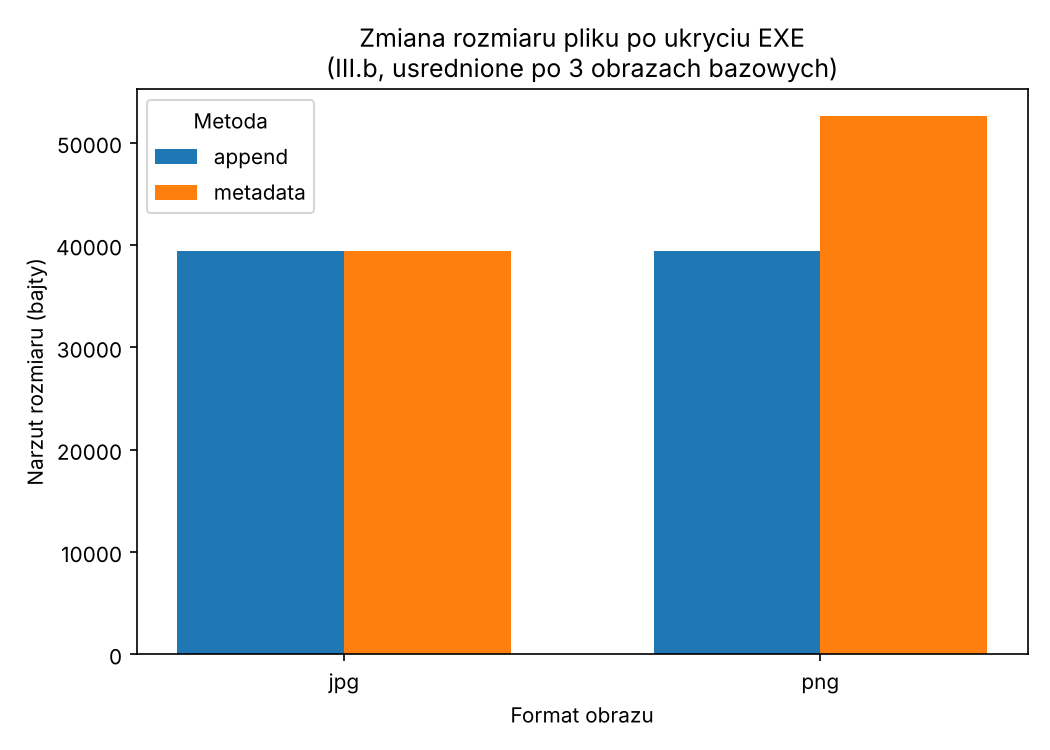 Zmiana rozmiaru pliku po ukryciu EXE
(III.b, usrednione po 3 obrazach bazowych)
Metoda
append
metadata
Narzut rozmiaru (bajty)
50000
40000
30000
20000
10000
0
jpg
png
Format obrazu